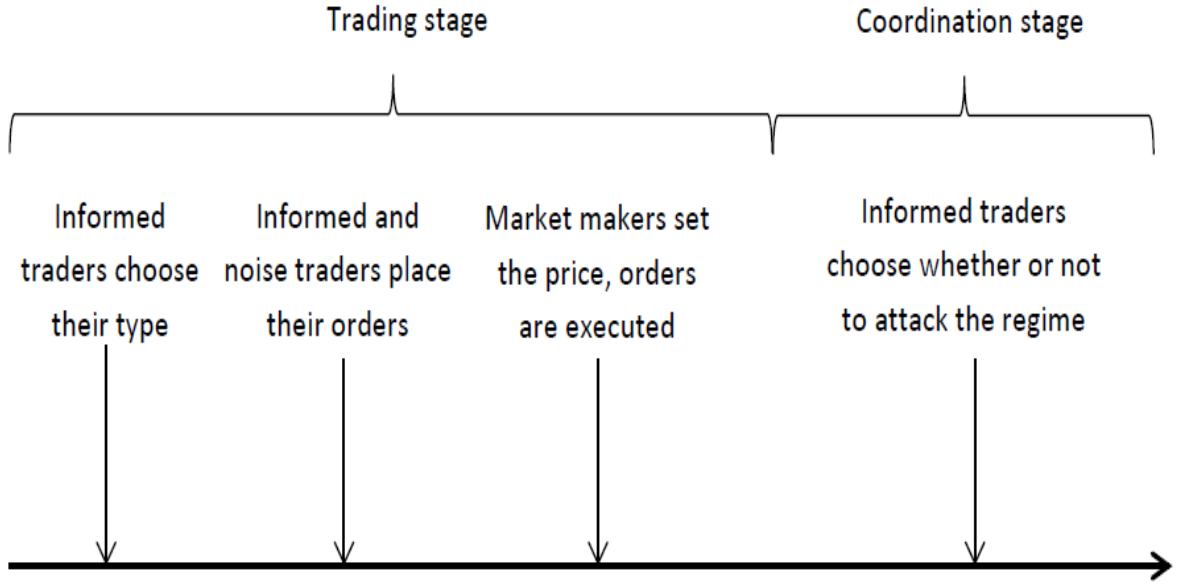 Trading stage
Coordination stage
Informed
traders choose
their type
Informed and
noise traders place
their orders
Market makers set
the price, orders
are executed
Informed traders
choose whether or not
to attack the regime